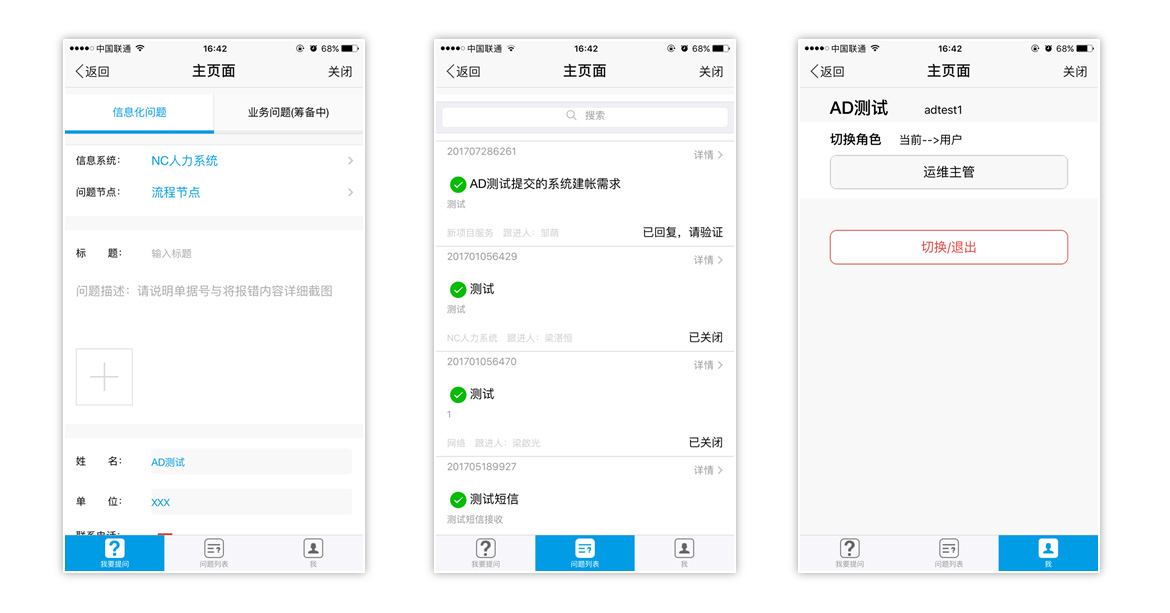 中国联通 16:42 68%
返回 主页面 关闭
信息化问题 业务问题(筹备中)
信息系统: NC人力系统
问题节点: 流程节点
标 题: 输入标题
问题描述: 请说明单据号与将报错内容详细截图
姓 名: AD测试
单 位: XXX
联系电话:
我要提问 问题列表 我
中国联通 16:42 68%
返回 主页面 关闭
搜索
201707286261 详情
AD测试提交的系统建帐需求
测试
新项目服务 跟进人: 邹萌 已回复，请验证
201701056429 详情
测试
测试
NC人力系统 跟进人: 梁湛恒 已关闭
201701056470 详情
测试
1
网络 跟进人: 梁啟光 已关闭
201705189927 详情
测试短信
测试短信接收
我要提问 问题列表 我
中国联通 16:42 68%
返回 主页面 关闭
AD测试 adtest1
切换角色 当前-->用户
运维主管
切换/退出
我要提问 问题列表 我